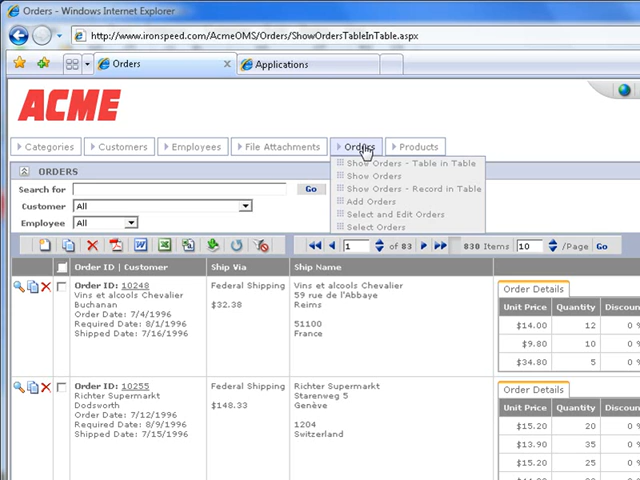 Orders - Windows Internet Explorer
http://www.ironspeed.com/AcmeOMS/Orders/ShowOrdersTableInTable.aspx
Orders Applications
ACME
Categories Customers Employees File Attachments Orders Products
ORDERS
Show Orders - Table in Table
Show Orders
Show Orders - Record in Table
Add Orders
Select and Edit Orders
Select Orders
Search for Go
Customer All
Employee All
1 of 83 830 Items 10 /Page Go
Order ID | Customer Ship Via Ship Name
Order ID: 10248 Federal Shipping Vins et alcools Chevalier
Vins et alcools Chevalier 59 rue de l'Abbaye
Buchanan $32.38 Reims
Order Date: 7/4/1996
Required Date: 8/1/1996 51100
Shipped Date: 7/16/1996 France
Order Details
Unit Price Quantity Discoun
$14.00 12 0 %
$9.80 10 0 %
$34.80 5 0 %
Order ID: 10255 Federal Shipping Richter Supermarkt
Richter Supermarkt Starenweg 5
Dodsworth $148.33 Genève
Order Date: 7/12/1996
Required Date: 8/9/1996 1204
Shipped Date: 7/15/1996 Switzerland
Order Details
Unit Price Quantity Discoun
$15.20 20 0 %
$13.90 35 0 %
$15.20 25 0 %